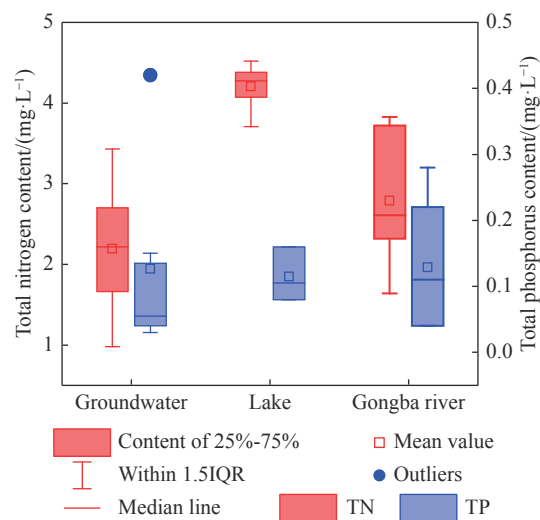 Total nitrogen content/(mg·L⁻¹)
5
4
3
2
1
Total phosphorus content/(mg·L⁻¹)
0.5
0.4
0.3
0.2
0.1
0.0
Groundwater Lake Gongba river
Content of 25%-75% Mean value
Within 1.5IQR Outliers
Median line TN TP